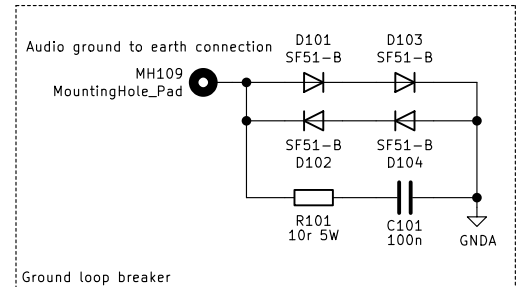 Audio ground to earth connection
MH109
MountingHole_Pad
D101
SF51-B
D103
SF51-B
SF51-B
D102
SF51-B
D104
R101
10r 5W
C101
100n
GNDA
Ground loop breaker